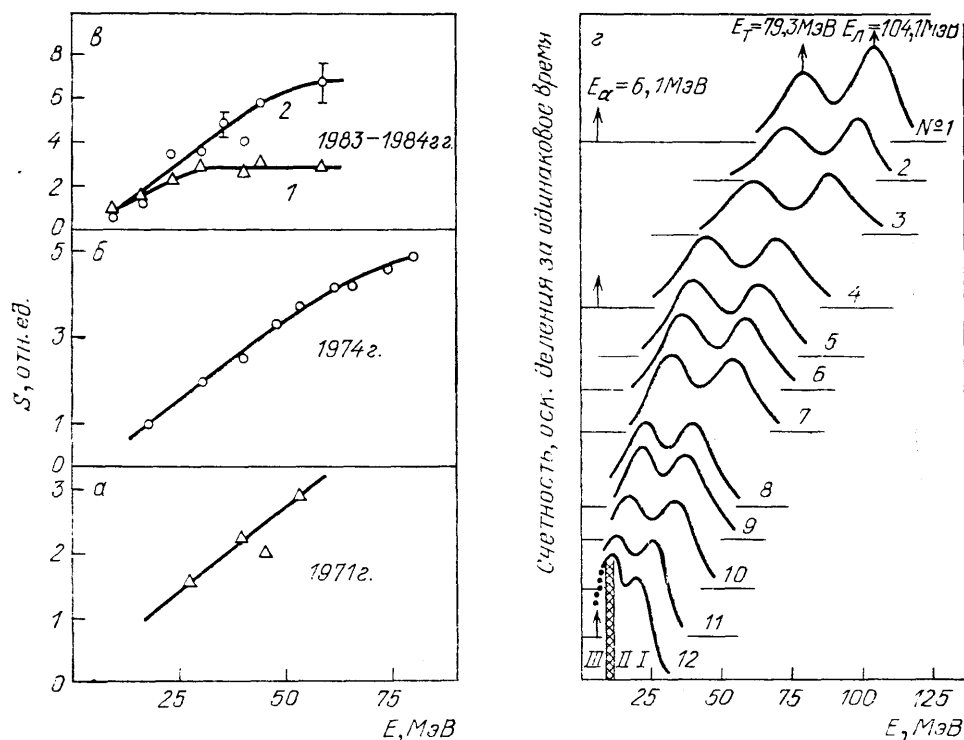 в
8
6
4
2
0
2
1983–1984гг.
1
б
5
3
1
0
1974г.
S, отн. ед.
а
3
2
1
0
1971г.
25
50
75
E, МэВ
г
Eт=79,3МэВ
Eл=104,1МэВ
Eα=6,1МэВ
№1
2
3
4
5
6
7
8
9
10
11
12
III
II
I
Счетность, оск. деления за одинаковое время
25
50
75
100
125
E, МэВ